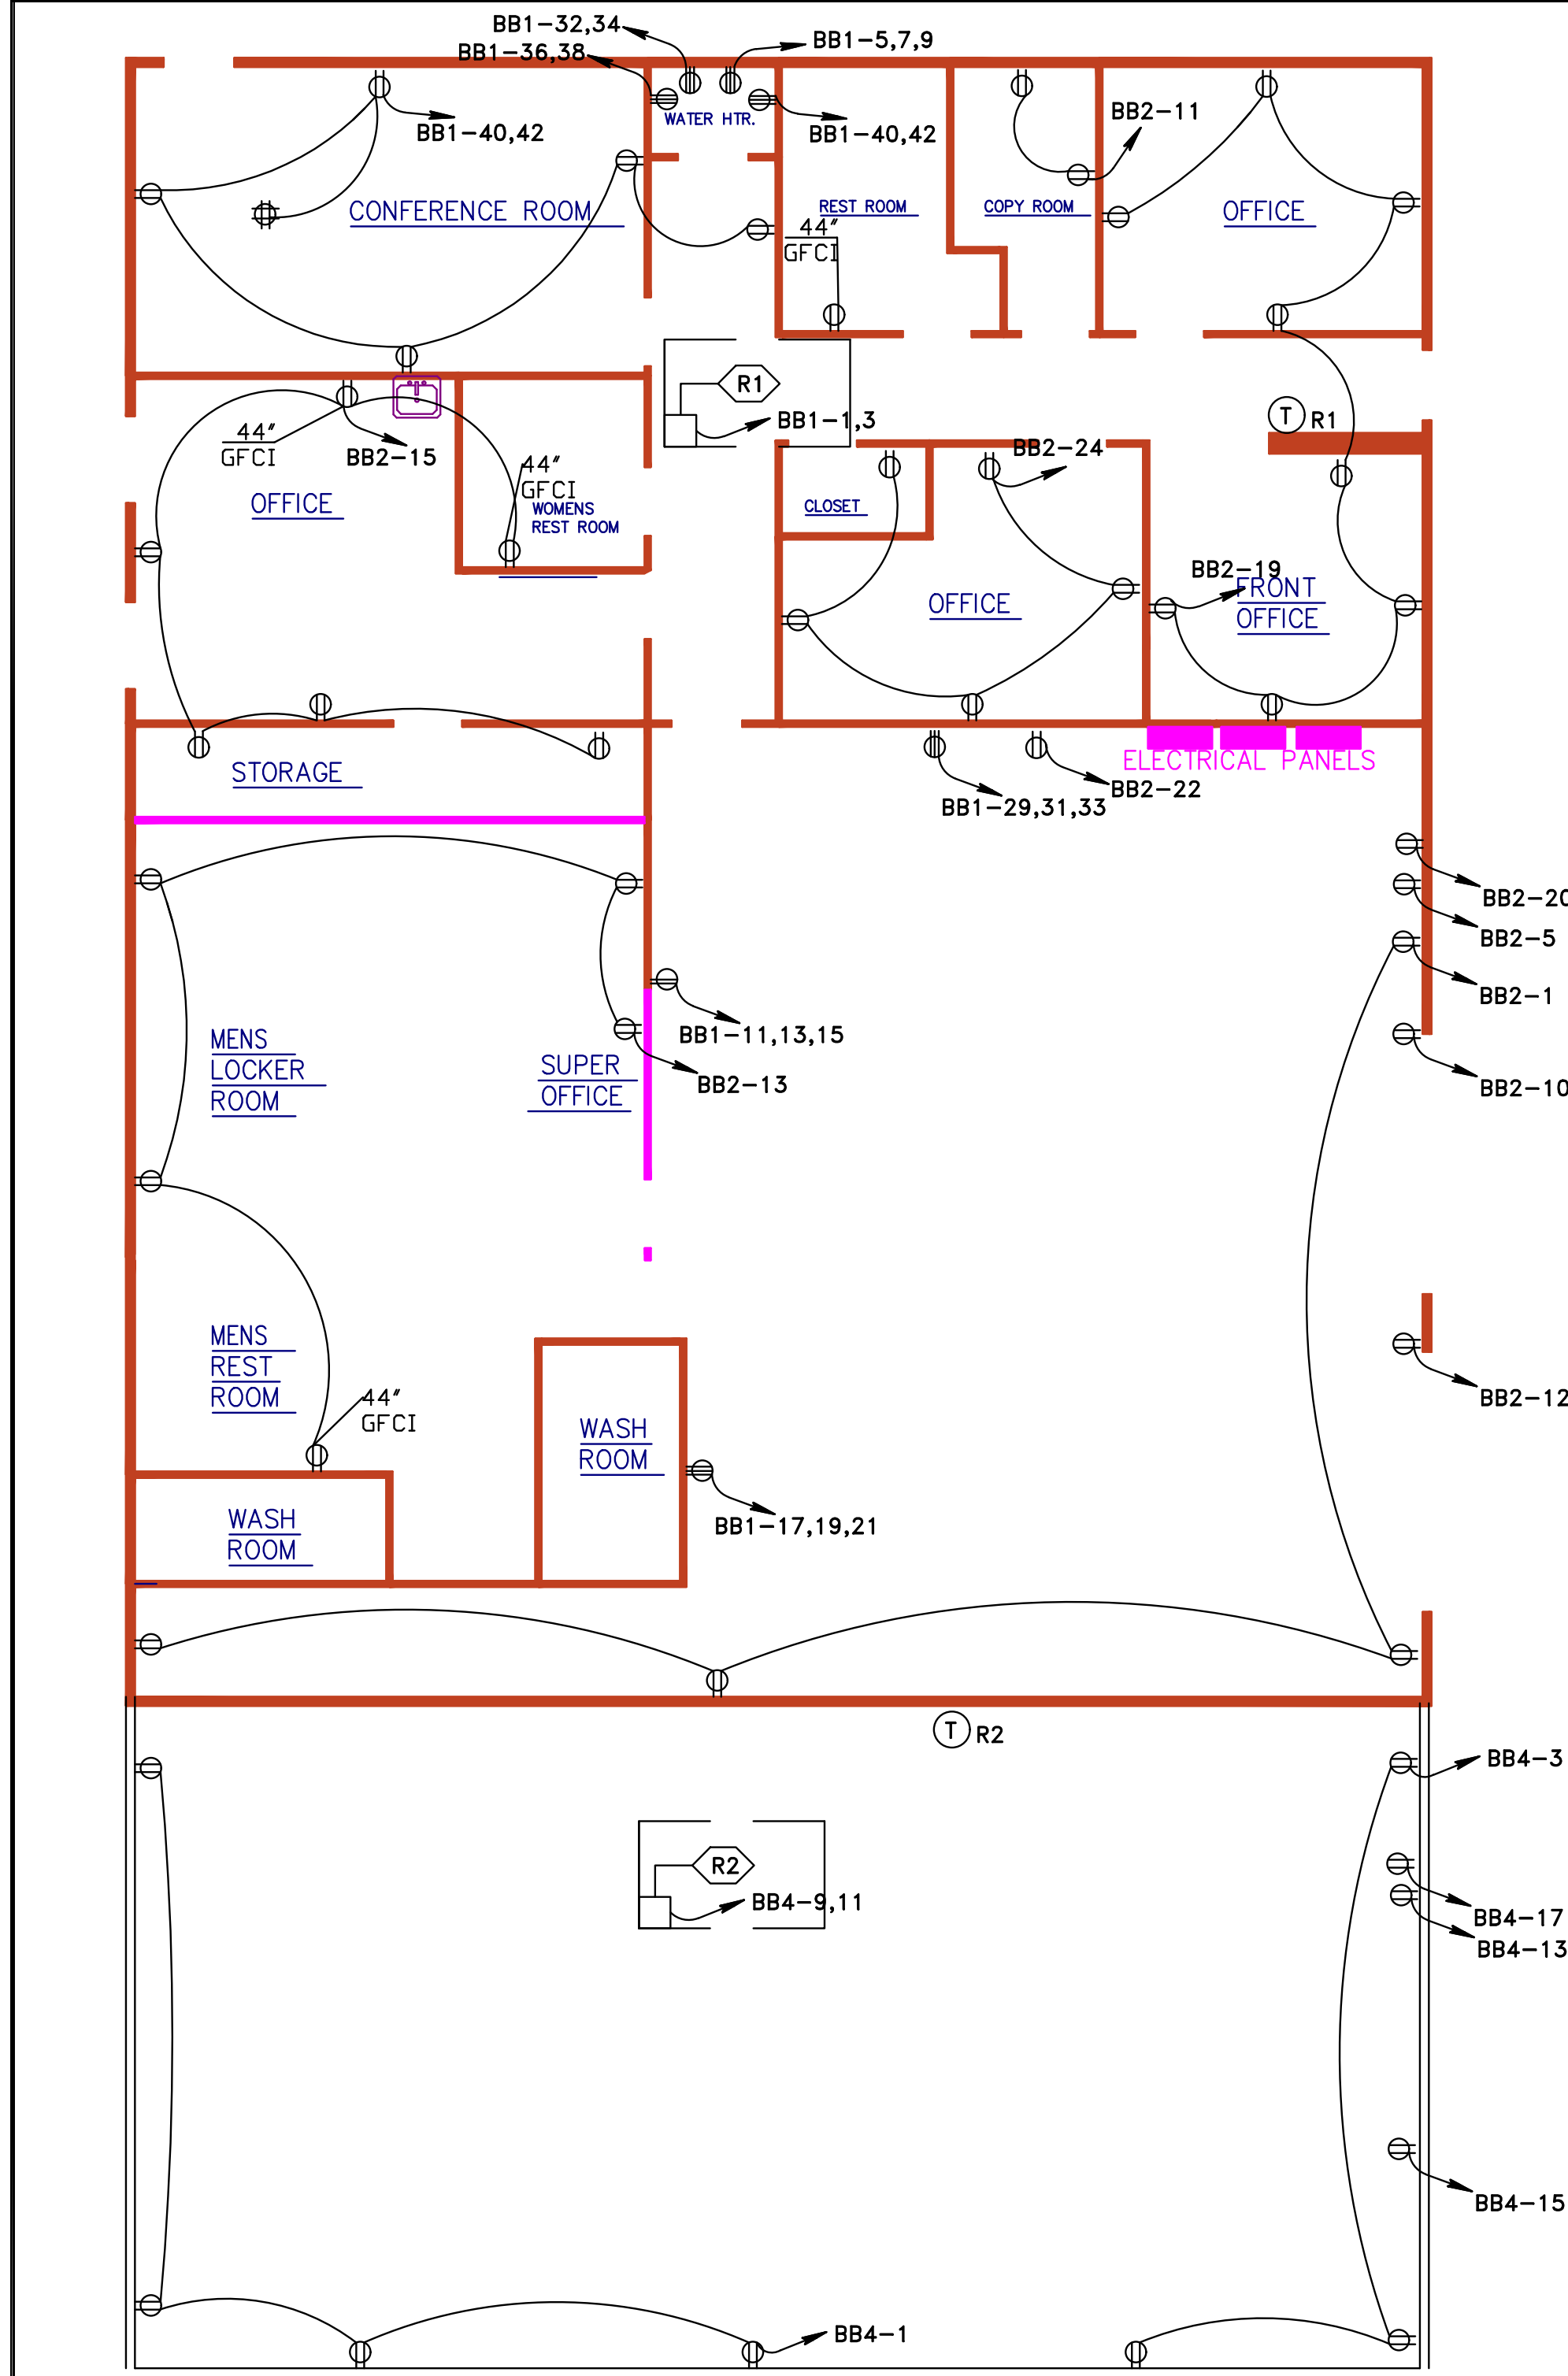 BB1-32,34
BB1-5,7,9
BB1-36,38
WATER HTR.
BB1-40,42
BB1-40,42
BB2-11
CONFERENCE ROOM
REST ROOM
COPY ROOM
OFFICE
44"
GFCI
R1
BB1-1,3
T
R1
44"
GFCI
BB2-15
44"
GFCI
WOMENS
REST ROOM
OFFICE
BB2-24
CLOSET
OFFICE
BB2-19
FRONT
OFFICE
ELECTRICAL PANELS
STORAGE
BB1-29,31,33
BB2-22
BB2-20
BB2-5
BB2-1
BB2-10
BB1-11,13,15
BB2-13
MENS
LOCKER
ROOM
SUPER
OFFICE
MENS
REST
ROOM
44"
GFCI
BB2-12
WASH
ROOM
BB1-17,19,21
WASH
ROOM
T
R2
BB4-3
R2
BB4-9,11
BB4-17
BB4-13
BB4-15
BB4-1